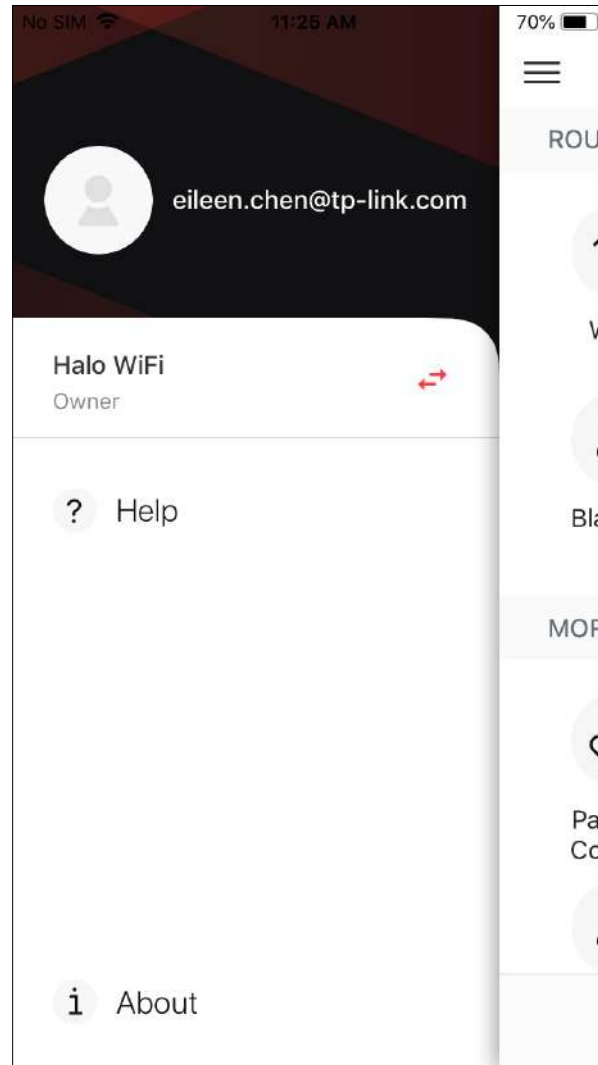 No SIM 11:25 AM 70%
eileen.chen@tp-link.com
Halo WiFi
Owner
? Help
i About
ROU
W
Bla
MOR
Pa
Co